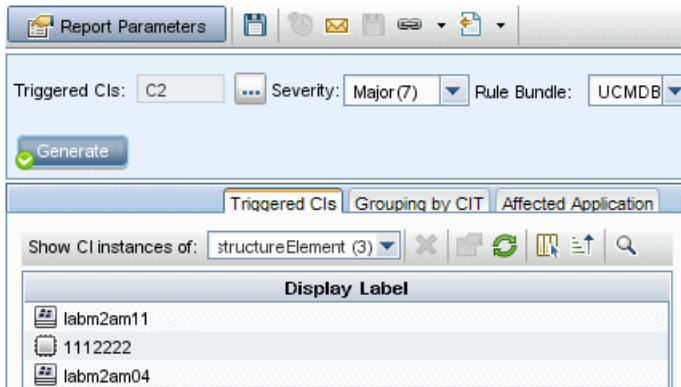 Report Parameters
Triggered CIs: C2 ... Severity: Major(7) Rule Bundle: UCMDB
Generate
Triggered CIs Grouping by CIT Affected Application
Show CI instances of: structureElement (3)
Display Label
labm2am11
1112222
labm2am04